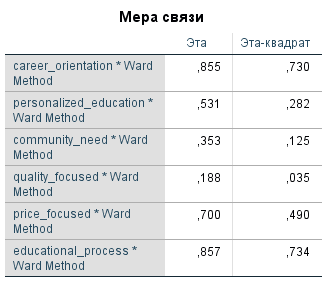 Мера связи
Эта Эта-квадрат
career_orientation * Ward ,855 ,730
Method
personalized_education * ,531 ,282
Ward Method
community_need * Ward ,353 ,125
Method
quality_focused * Ward ,188 ,035
Method
price_focused * Ward ,700 ,490
Method
educational_process * ,857 ,734
Ward Method